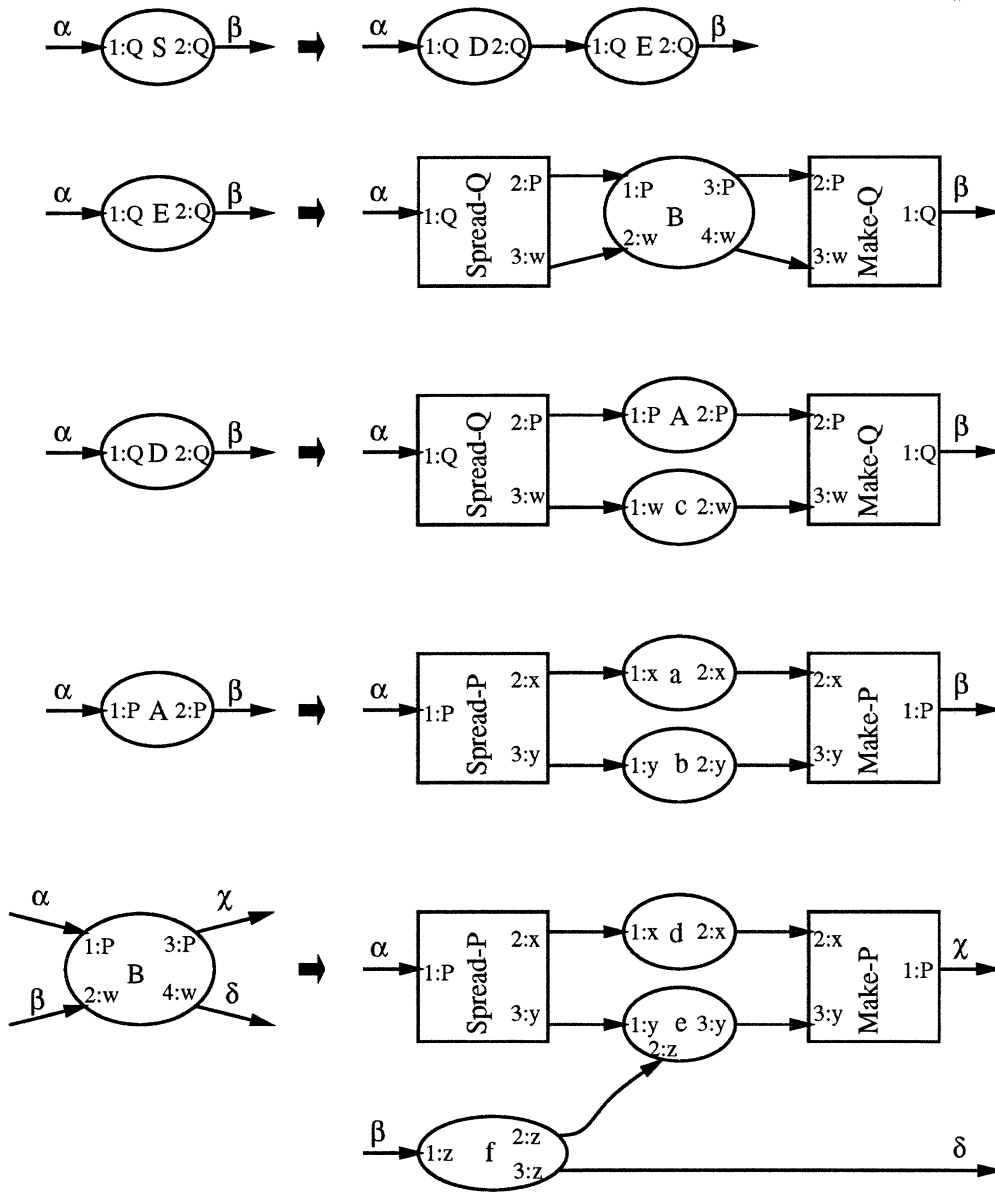 α 1:Q S 2:Q β α 1:Q D 2:Q 1:Q E 2:Q β
α 1:Q E 2:Q β α 1:Q Spread-Q 2:P 3:w 1:P 2:w B 3:P 4:w 2:P 3:w Make-Q 1:Q β
α 1:Q D 2:Q β α 1:Q Spread-Q 2:P 3:w 1:P A 2:P 1:w c 2:w 2:P 3:w Make-Q 1:Q β
α 1:P A 2:P β α 1:P Spread-P 2:x 3:y 1:x a 2:x 1:y b 2:y 2:x 3:y Make-P 1:P β
α β 1:P 2:w B 3:P 4:w χ δ α 1:P Spread-P 2:x 3:y 1:x d 2:x 1:y e 3:y 2:z 2:x 3:y Make-P 1:P χ
β 1:z f 2:z 3:z δ